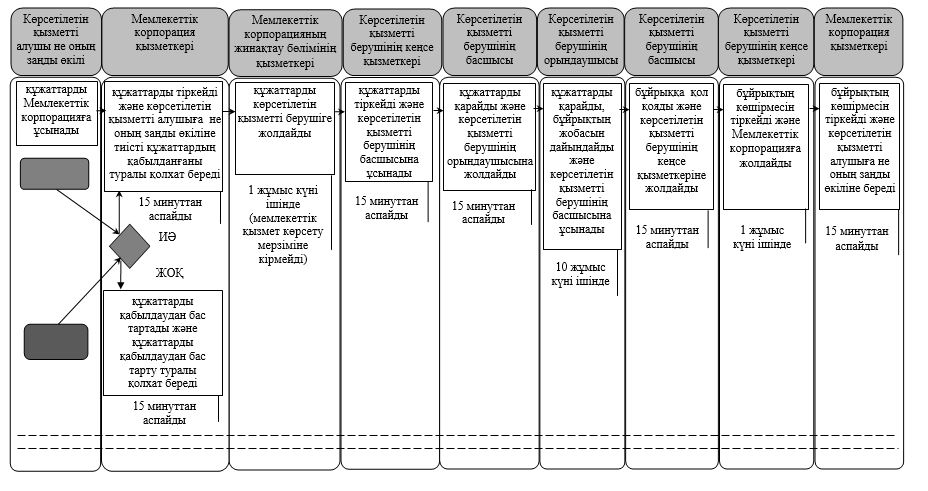 Көрсетілетін
қызметті
алушы не оның
заңды өкілі
Мемлекеттік
корпорация
қызметкері
Мемлекеттік
корпорацияның
жинақтау бөлімінің
қызметкері
Көрсетілетін
қызметті
берушінің кеңсе
қызметкері
Көрсетілетін
қызметті
берушінің
басшысы
Көрсетілетін
қызметті
берушінің
орындаушысы
Көрсетілетін
қызметті
берушінің
басшысы
Көрсетілетін
қызметті
берушінің кеңсе
қызметкері
Мемлекеттік
корпорация
қызметкері
құжаттарды
Мемлекеттік
корпорацияға
ұсынады
құжаттарды тіркейді
және көрсетілетін
қызметті алушыға не
оның заңды өкіліне
тиісті құжаттардың
қабылданғаны
туралы қолхат береді
15 минуттан
аспайды
ИӘ
ЖОҚ
құжаттарды
қабылдаудан бас
тартады және
құжаттарды
қабылдаудан бас
тарту туралы
қолхат береді
15 минуттан
аспайды
құжаттарды
көрсетілетін
қызметті берушіге
жолдайды
1 жұмыс күні
ішінде
(мемлекеттік
қызмет көрсету
мерзіміне
кірмейді)
құжаттарды
тіркейді және
көрсетілетін
қызметті
берушінің
басшысына
ұсынады
15 минуттан
аспайды
құжаттарды
қарайды және
көрсетілетін
қызметті
берушінің
орындаушысына
жолдайды
15 минуттан
аспайды
құжаттарды
қарайды,
бұйрықтың
жобасын
дайындайды
және
көрсетілетін
қызметті
берушінің
басшысына
ұсынады
10 жұмыс
күні ішінде
бұйрыққа қол
қояды және
көрсетілетін
қызметті
берушінің
кеңсе
қызметкеріне
жолдайды
15 минуттан
аспайды
бұйрықтың
көшірмесін
тіркейді және
Мемлекеттік
корпорацияға
жолдайды
1 жұмыс
күні ішінде
бұйрықтың
көшірмесін
тіркейді және
көрсетілетін
қызметті
алушыға не
оның заңды
өкіліне береді
15 минуттан
аспайды